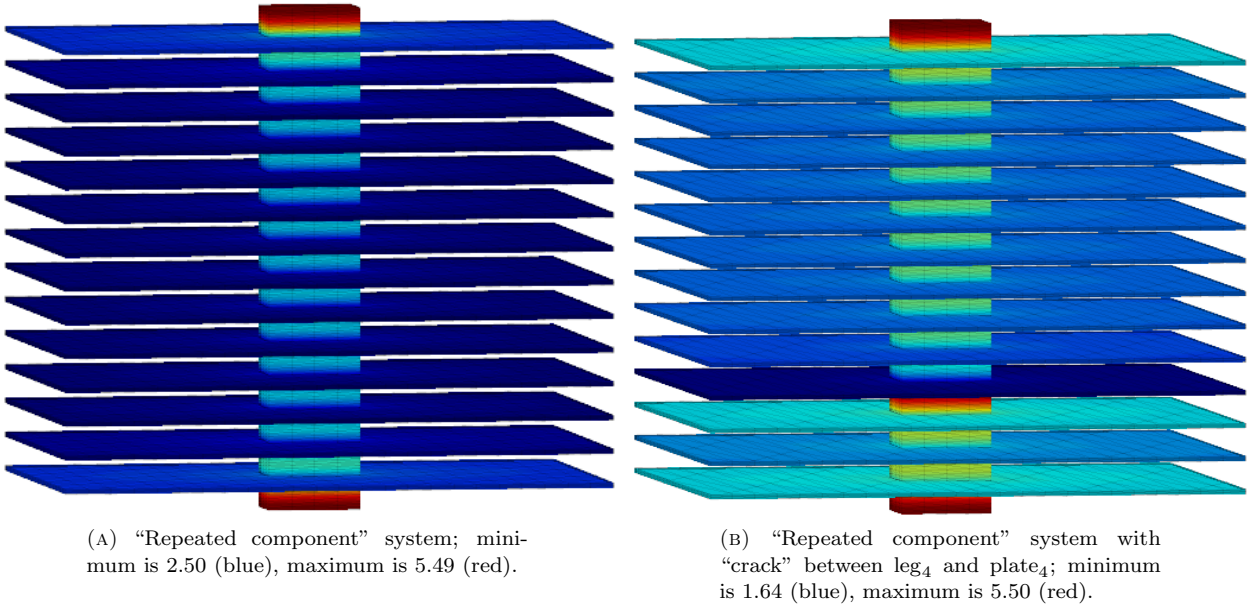 (A) “Repeated component” system; mini-
mum is 2.50 (blue), maximum is 5.49 (red).
(B) “Repeated component” system with
“crack” between leg₄ and plate₄; minimum
is 1.64 (blue), maximum is 5.50 (red).